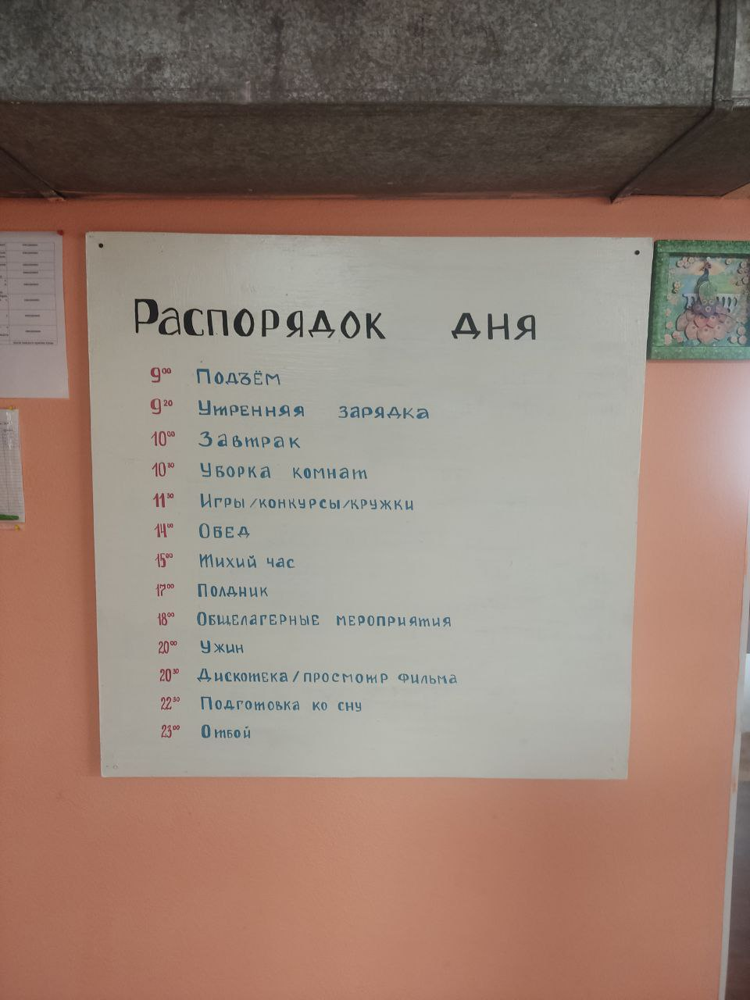 Распорядок дня
9⁰⁰ Подъём
9²⁰ Утренняя зарядка
10⁰⁰ Завтрак
10³⁰ Уборка комнат
11³⁰ Игры/конкурсы/кружки
14⁰⁰ Обед
15⁰⁰ Тихий час
17⁰⁰ Полдник
18⁰⁰ Общелагерные мероприятия
20⁰⁰ Ужин
20³⁰ Дискотека/просмотр фильма
22³⁰ Подготовка ко сну
23⁰⁰ Отбой